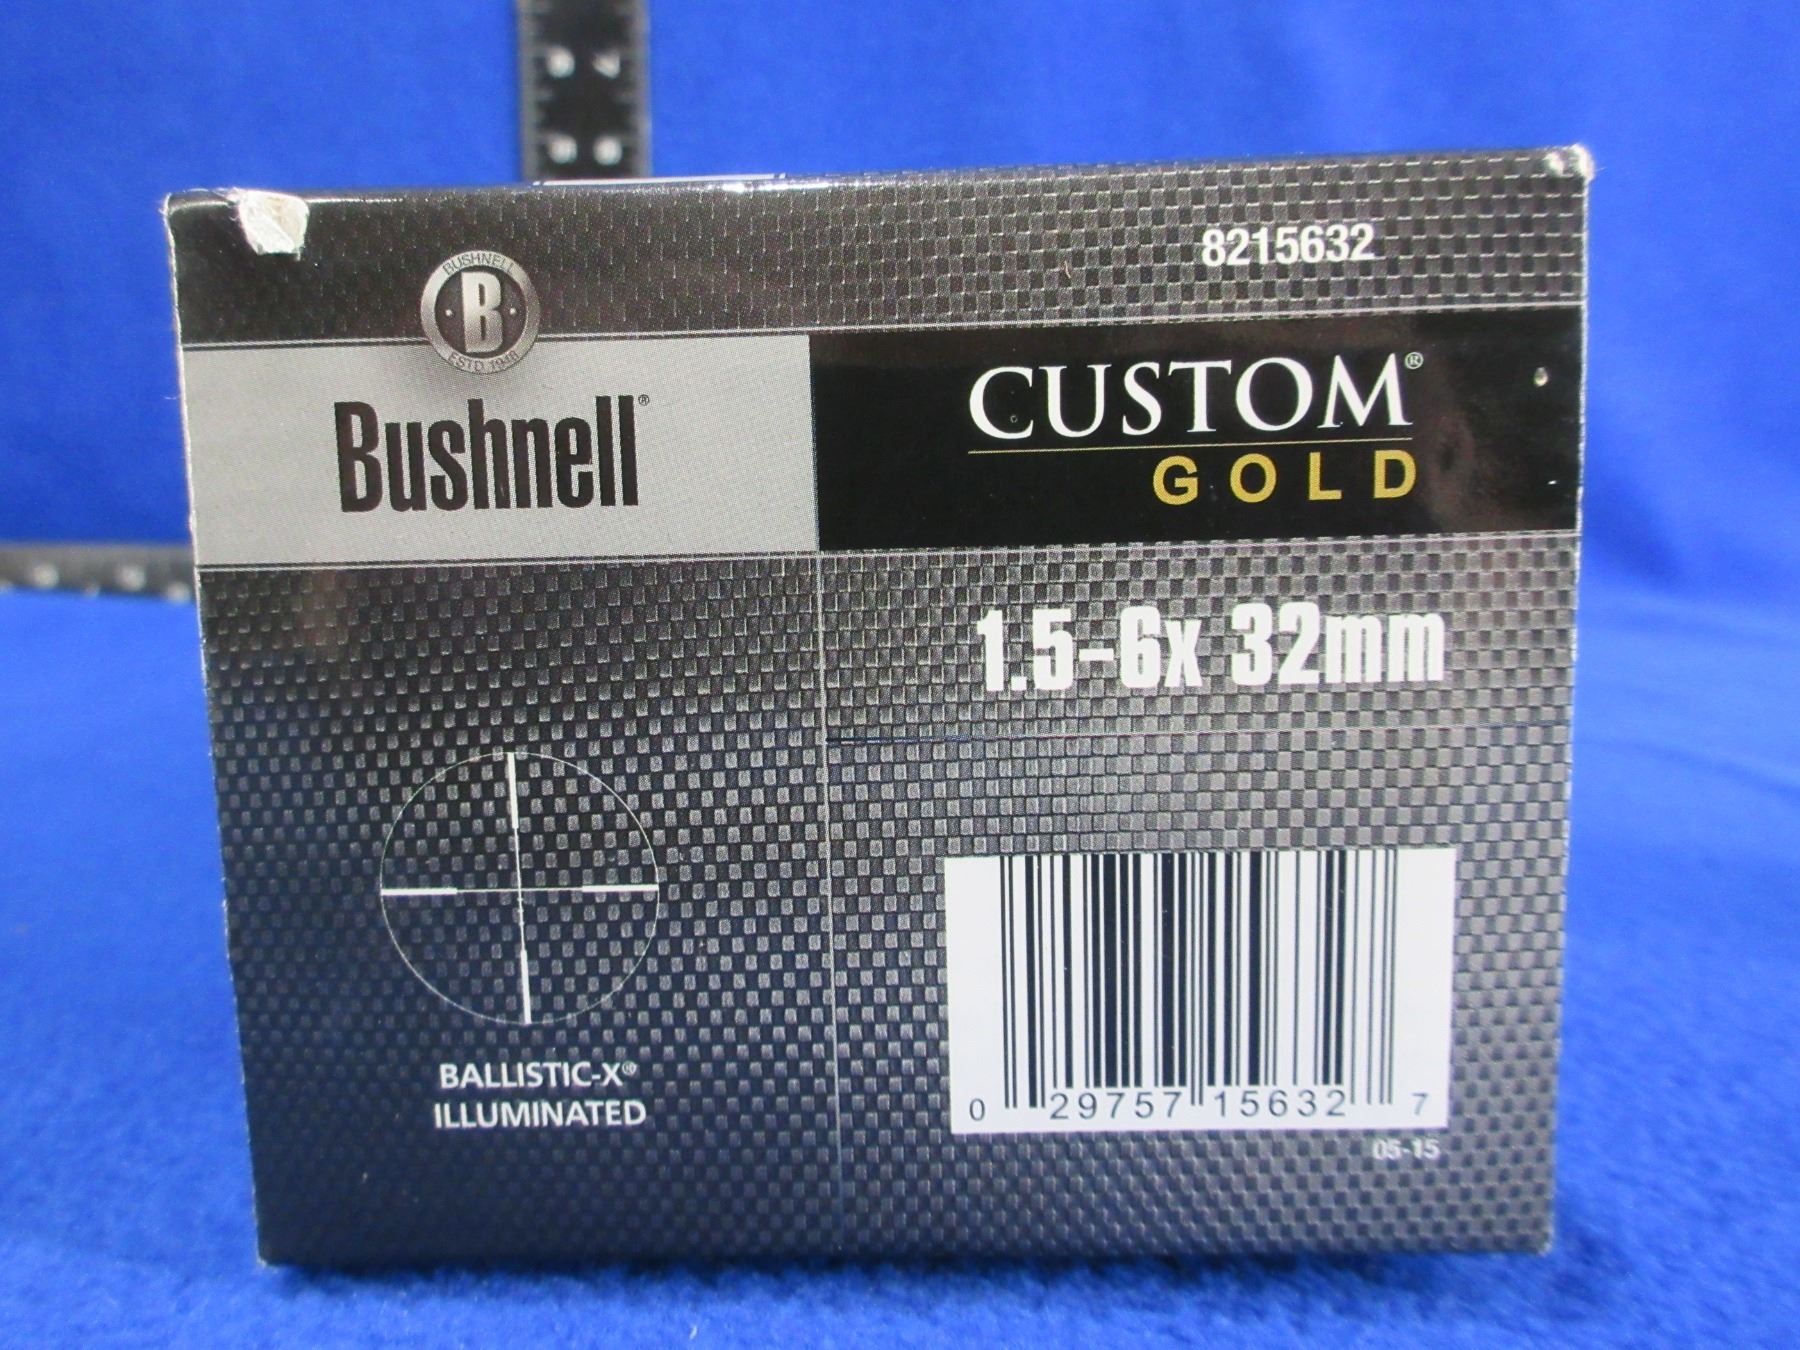 8215632
BUSHNELL
B
ESTD. 1948
Bushnell®
CUSTOM®
GOLD
1.5-6x 32mm
BALLISTIC-X®
ILLUMINATED
0 29757 15632 7
05-15